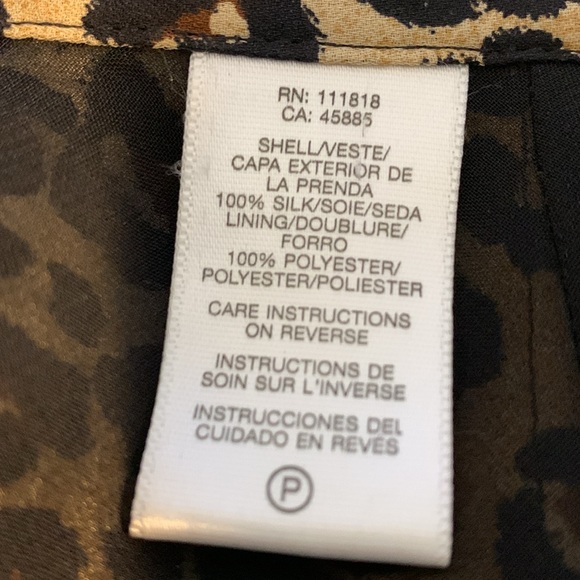 RN: 111818
CA: 45885
SHELL/VESTE/
CAPA EXTERIOR DE
LA PRENDA
100% SILK/SOIE/SEDA
LINING/DOUBLURE/
FORRO
100% POLYESTER/
POLYESTER/POLIESTER
CARE INSTRUCTIONS
ON REVERSE
INSTRUCTIONS DE
SOIN SUR L'INVERSE
INSTRUCCIONES DEL
CUIDADO EN REVÉS
P